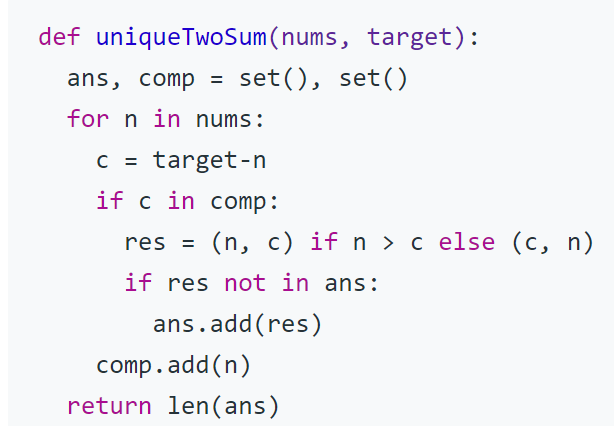 def uniqueTwoSum(nums, target):
  ans, comp = set(), set()
  for n in nums:
    c = target-n
    if c in comp:
      res = (n, c) if n > c else (c, n)
      if res not in ans:
        ans.add(res)
    comp.add(n)
  return len(ans)